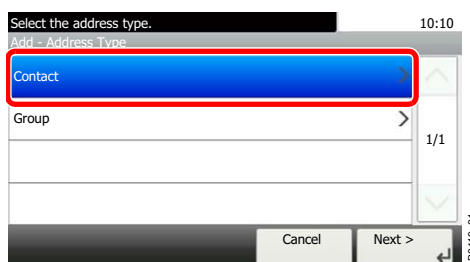 Select the address type.
10:10
Add - Address Type
Contact
Group
1/1
Cancel
Next >